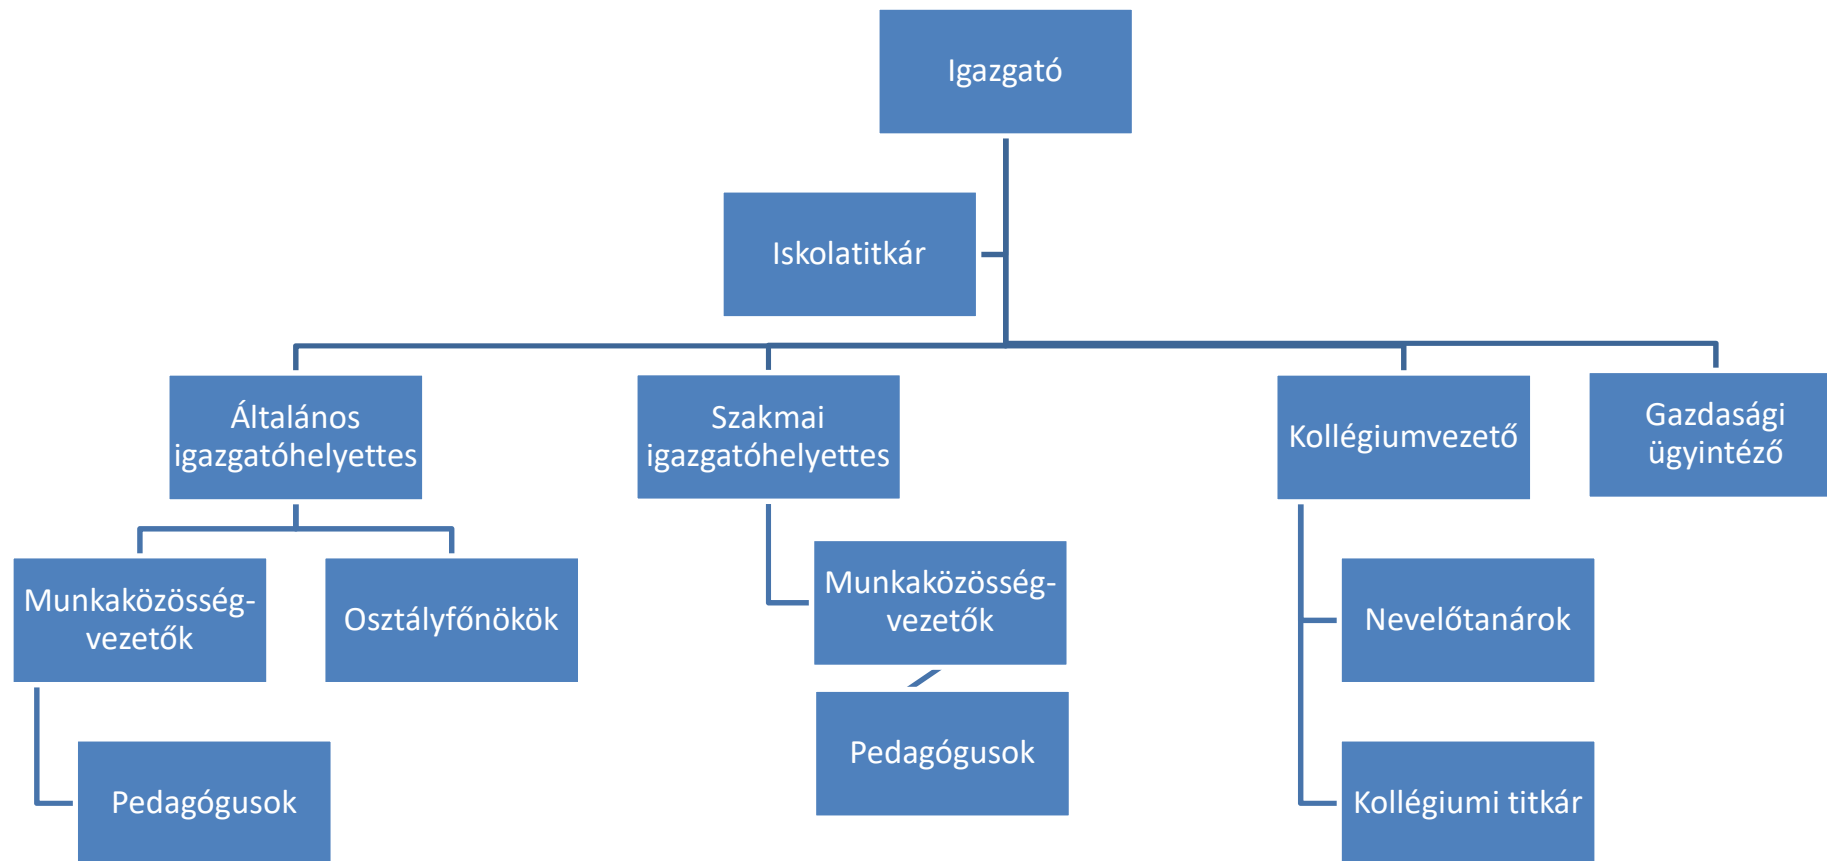 Igazgató
Iskolatitkár
Általános
igazgatóhelyettes
Szakmai
igazgatóhelyettes
Kollégiumvezető
Gazdasági
ügyintéző
Munkaközösség-
vezetők
Osztályfőnökök
Munkaközösség-
vezetők
Nevelőtanárok
Pedagógusok
Pedagógusok
Kollégiumi titkár